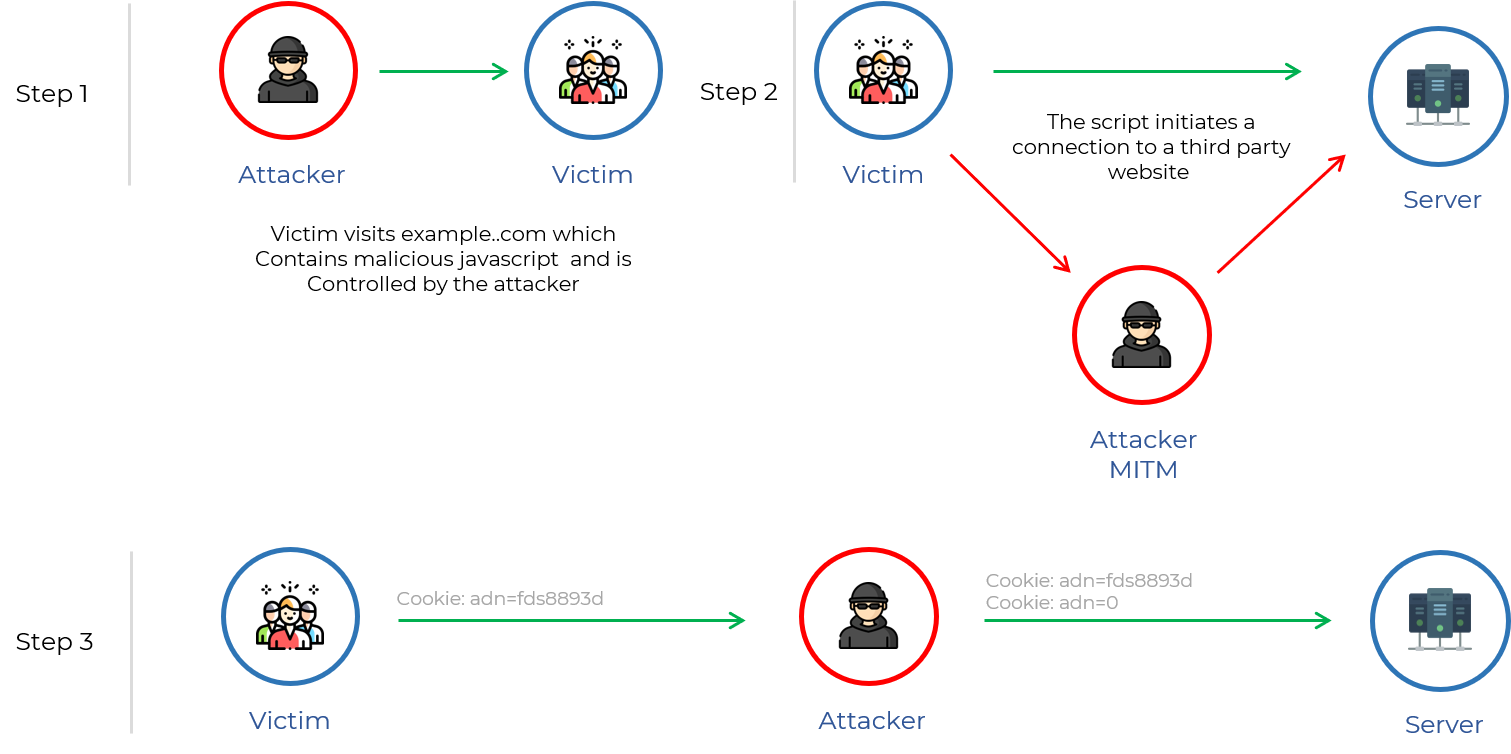 Step 1
Attacker
Victim
Victim visits example..com which
Contains malicious javascript and is
Controlled by the attacker
Step 2
Victim
The script initiates a
connection to a third party
website
Server
Attacker
MITM
Step 3
Victim
Cookie: adn=fds8893d
Attacker
Cookie: adn=fds8893d
Cookie: adn=0
Server